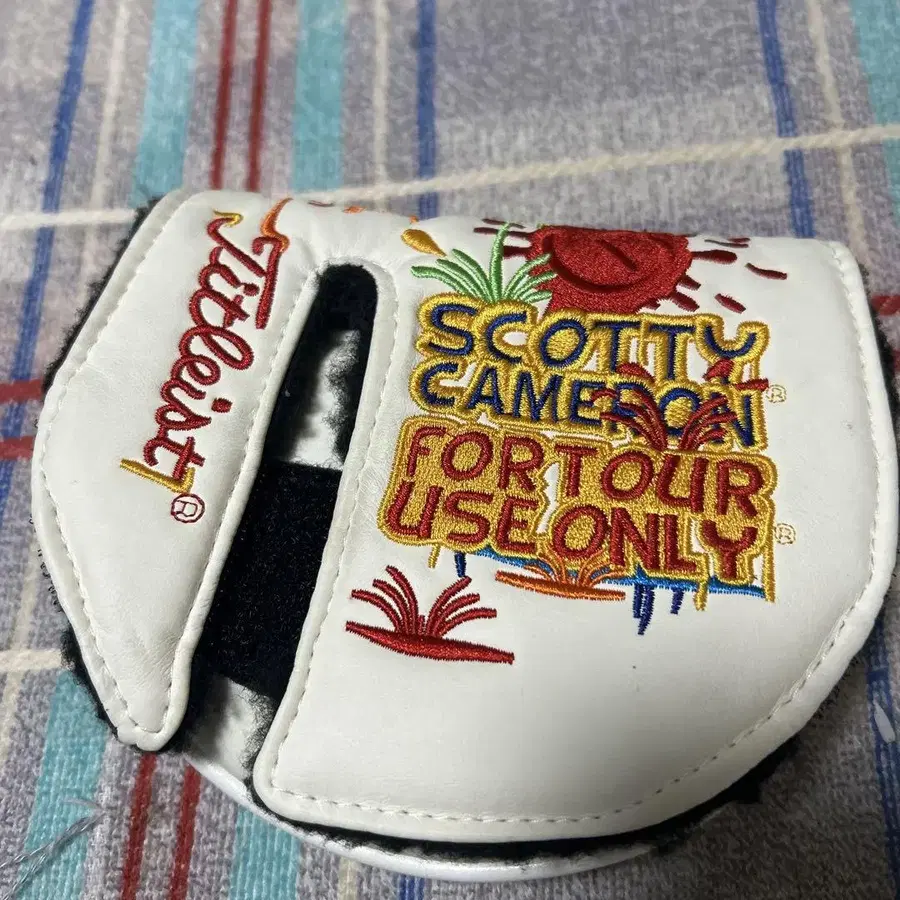 Titleist®
SCOTTY
CAMERON®
FOR TOUR
USE ONLY®